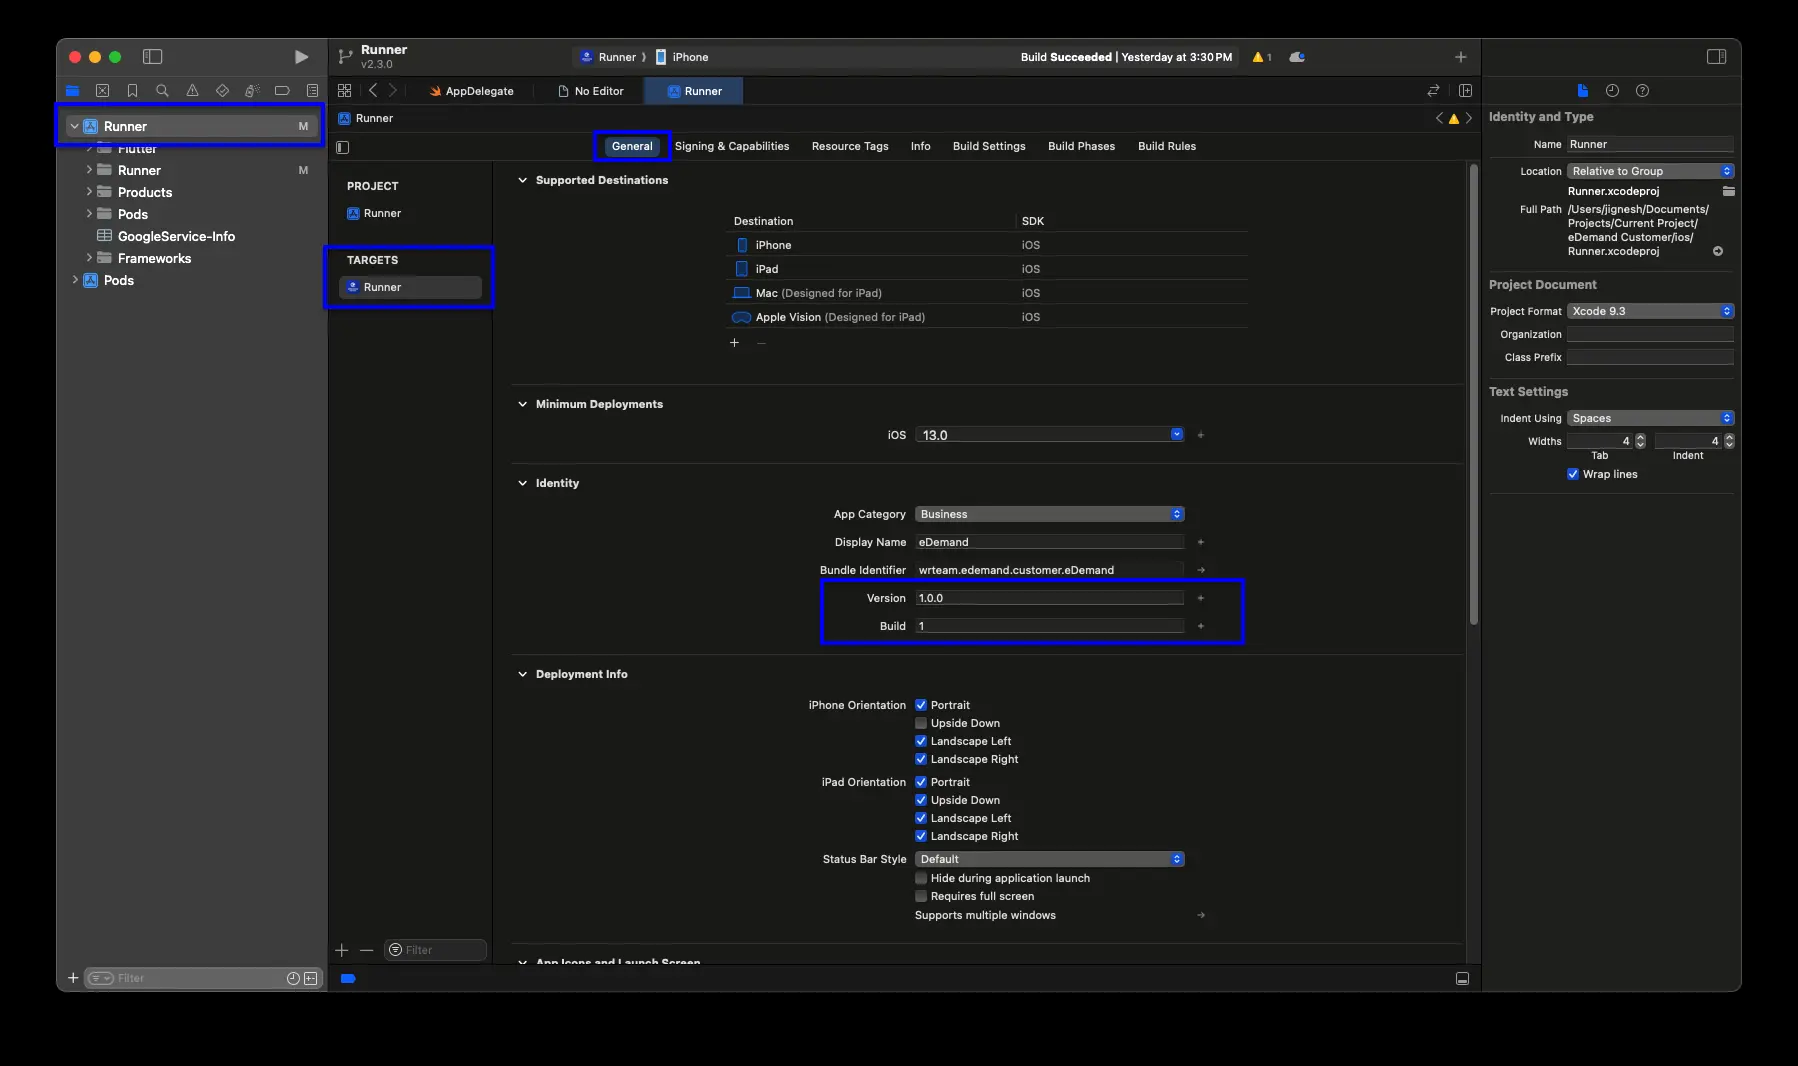 Runner
v2.3.0
Runner
iPhone
Build Succeeded | Yesterday at 3:30 PM
1
AppDelegate
No Editor
Runner
Runner
Runner M
Flutter
Runner M
Products
Pods
GoogleService-Info
Frameworks
Pods
Filter
General
Signing & Capabilities
Resource Tags
Info
Build Settings
Build Phases
Build Rules
PROJECT
Runner
TARGETS
Runner
Filter
Supported Destinations
Destination SDK
iPhone iOS
iPad iOS
Mac (Designed for iPad) iOS
Apple Vision (Designed for iPad) iOS
Minimum Deployments
iOS 13.0
Identity
App Category Business
Display Name eDemand
Bundle Identifier wrteam.edemand.customer.eDemand
Version 1.0.0
Build 1
Deployment Info
iPhone Orientation Portrait
Upside Down
Landscape Left
Landscape Right
iPad Orientation Portrait
Upside Down
Landscape Left
Landscape Right
Status Bar Style Default
Hide during application launch
Requires full screen
Supports multiple windows
App Icons and Launch Screen
Identity and Type
Name Runner
Location Relative to Group
Runner.xcodeproj
Full Path /Users/jignesh/Documents/
Projects/Current Project/
eDemand Customer/ios/
Runner.xcodeproj
Project Document
Project Format Xcode 9.3
Organization
Class Prefix
Text Settings
Indent Using Spaces
Widths 4 4
Tab Indent
Wrap lines